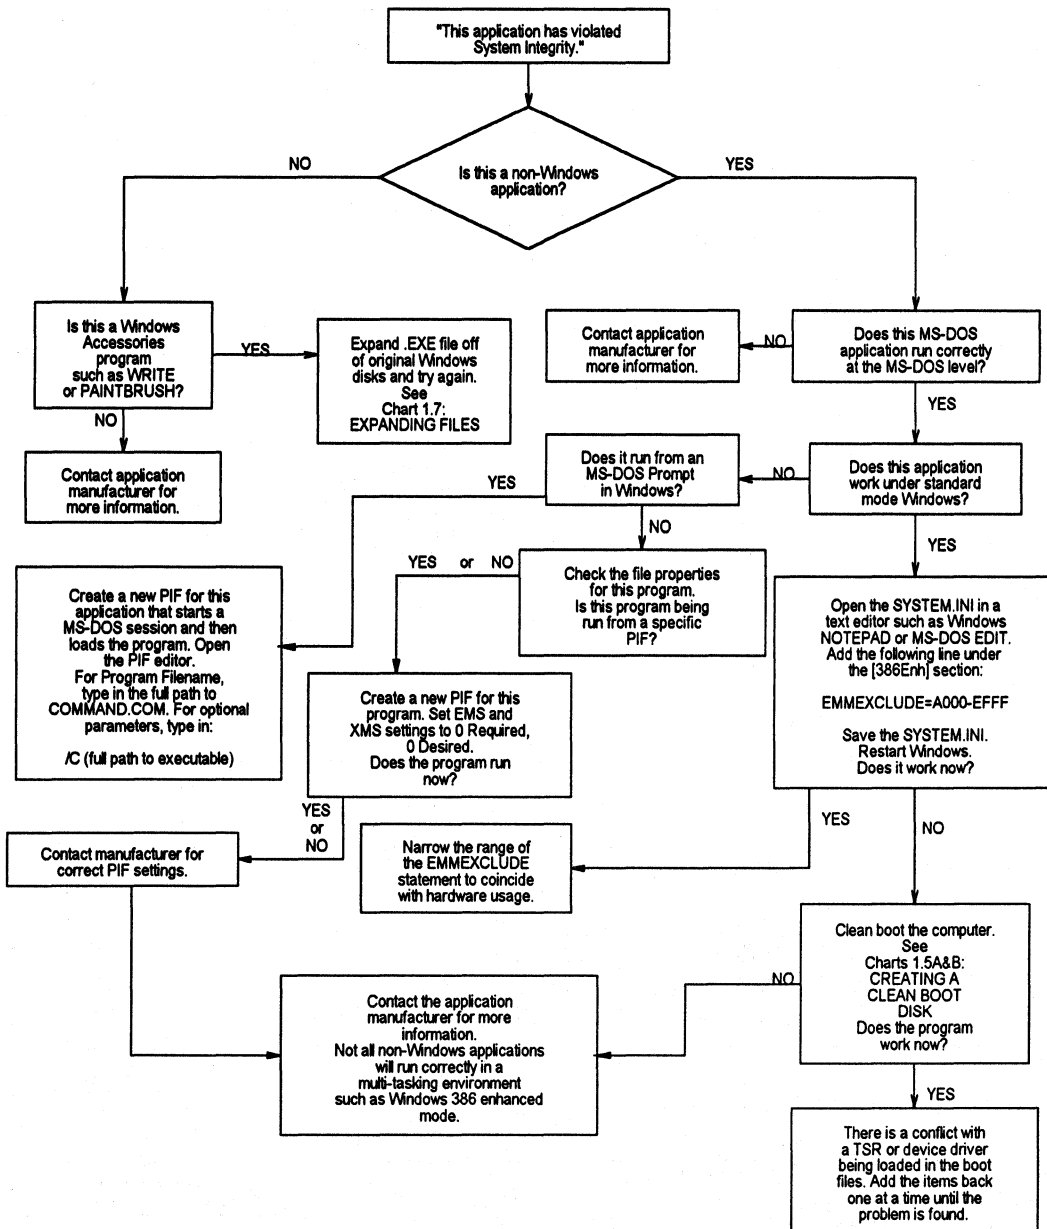 "This application has violated
System Integrity."
Is this a non-Windows
application?
NO
YES
Is this a Windows
Accessories
program
such as WRITE
or PAINTBRUSH?
YES
Expand .EXE file off
of original Windows
disks and try again.
See
Chart 1.7:
EXPANDING FILES
NO
Contact application
manufacturer for
more information.
Contact application
manufacturer for
more information.
NO
Does this MS-DOS
application run correctly
at the MS-DOS level?
YES
Does this application
work under standard
mode Windows?
NO
Does it run from an
MS-DOS Prompt
in Windows?
YES
NO
YES
Create a new PIF for this
application that starts a
MS-DOS session and then
loads the program. Open
the PIF editor.
For Program Filename,
type in the full path to
COMMAND.COM. For optional
parameters, type in:
/C (full path to executable)
YES or NO
Check the file properties
for this program.
Is this program being
run from a specific
PIF?
Create a new PIF for this
program. Set EMS and
XMS settings to 0 Required,
0 Desired.
Does the program run
now?
YES
or
NO
Contact manufacturer for
correct PIF settings.
Open the SYSTEM.INI in a
text editor such as Windows
NOTEPAD or MS-DOS EDIT.
Add the following line under
the [386Enh] section:
EMMEXCLUDE=A000-EFFF
Save the SYSTEM.INI.
Restart Windows.
Does it work now?
YES
NO
Narrow the range of
the EMMEXCLUDE
statement to coincide
with hardware usage.
Clean boot the computer.
See
Charts 1.5A&B:
CREATING A
CLEAN BOOT
DISK
Does the program
work now?
NO
Contact the application
manufacturer for more
information.
Not all non-Windows applications
will run correctly in a
multi-tasking environment
such as Windows 386 enhanced
mode.
YES
There is a conflict with
a TSR or device driver
being loaded in the boot
files. Add the items back
one at a time until the
problem is found.